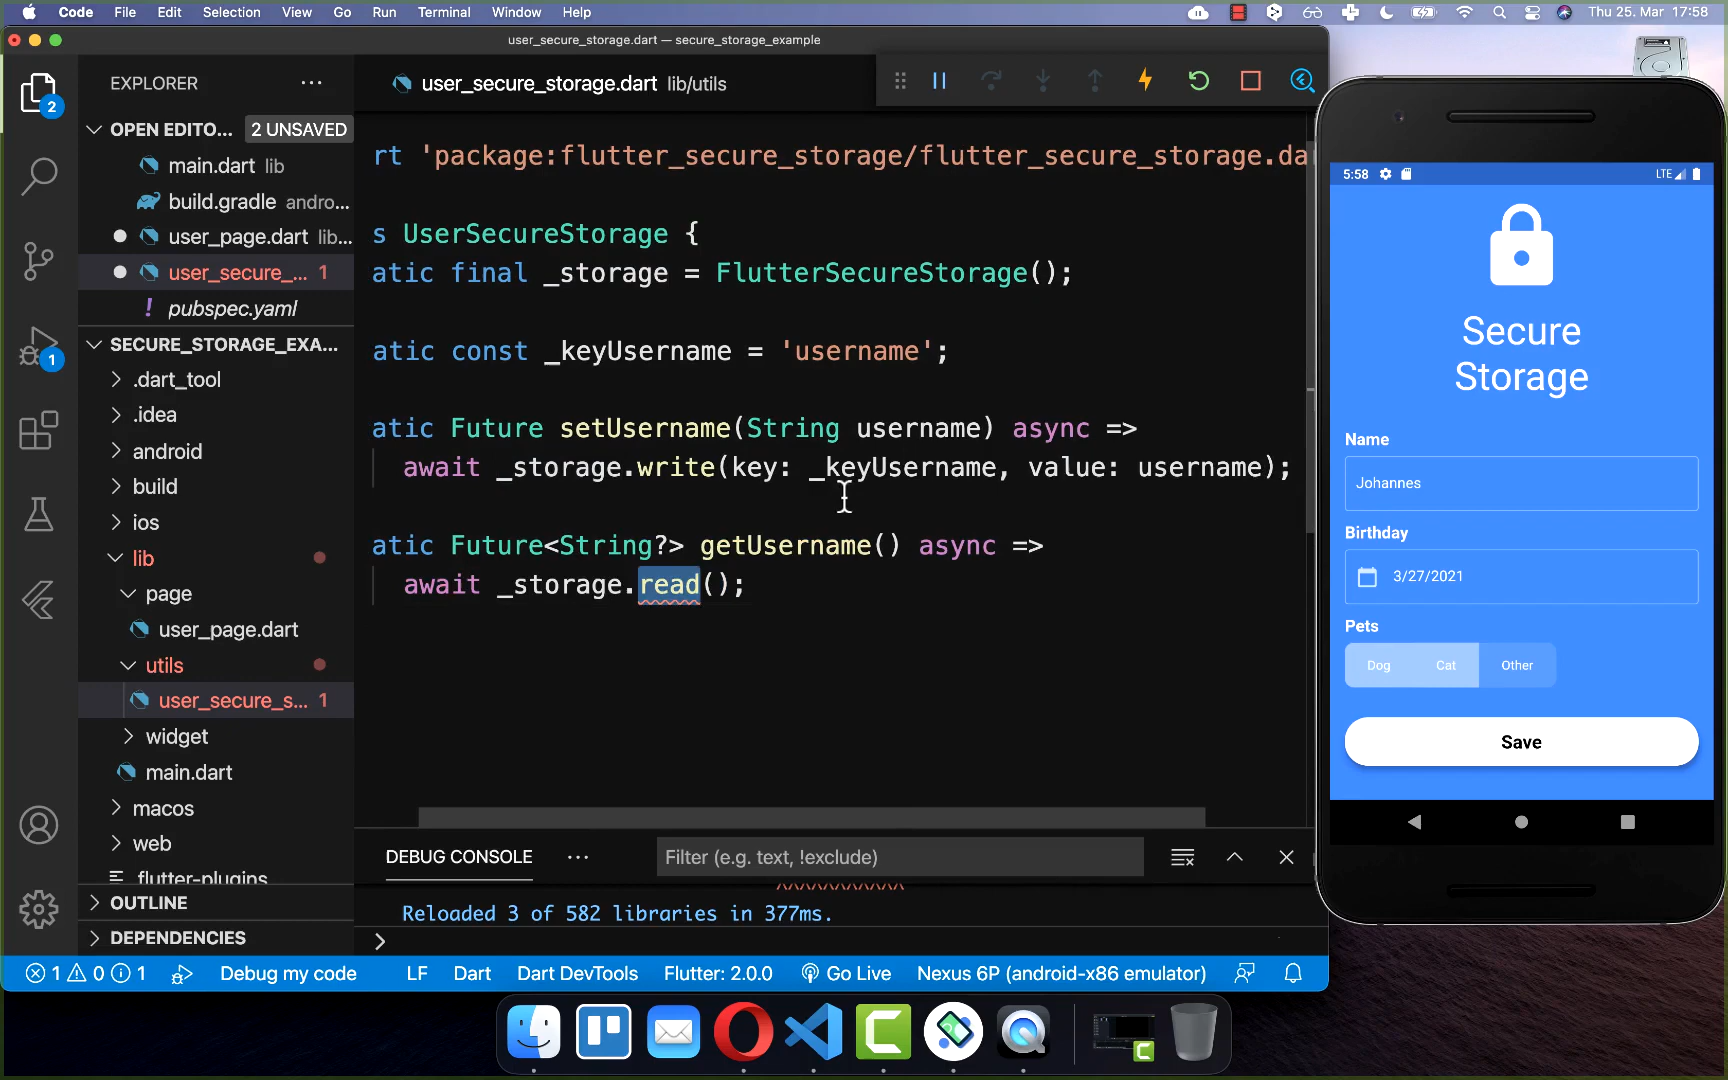 Code File Edit Selection View Go Run Terminal Window Help
Thu 25. Mar 17:58
user_secure_storage.dart — secure_storage_example
EXPLORER
2
OPEN EDITO... 2 UNSAVED
main.dart lib
build.gradle andro...
user_page.dart lib...
user_secure_... 1
! pubspec.yaml
SECURE_STORAGE_EXA...
1
.dart_tool
.idea
android
build
ios
lib
page
user_page.dart
utils
user_secure_s... 1
widget
main.dart
macos
web
flutter-plugins
OUTLINE
DEPENDENCIES
user_secure_storage.dart lib/utils
rt 'package:flutter_secure_storage/flutter_secure_storage.da
s UserSecureStorage {
atic final _storage = FlutterSecureStorage();
atic const _keyUsername = 'username';
atic Future setUsername(String username) async =>
await _storage.write(key: _keyUsername, value: username);
atic Future<String?> getUsername() async =>
await _storage.read();
DEBUG CONSOLE ...
Filter (e.g. text, !exclude)
^^^^^^^^^^^^
Reloaded 3 of 582 libraries in 377ms.
>
1 0 1 Debug my code LF Dart Dart DevTools Flutter: 2.0.0 Go Live Nexus 6P (android-x86 emulator)
5:58
LTE
Secure
Storage
Name
Johannes
Birthday
3/27/2021
Pets
Dog Cat Other
Save